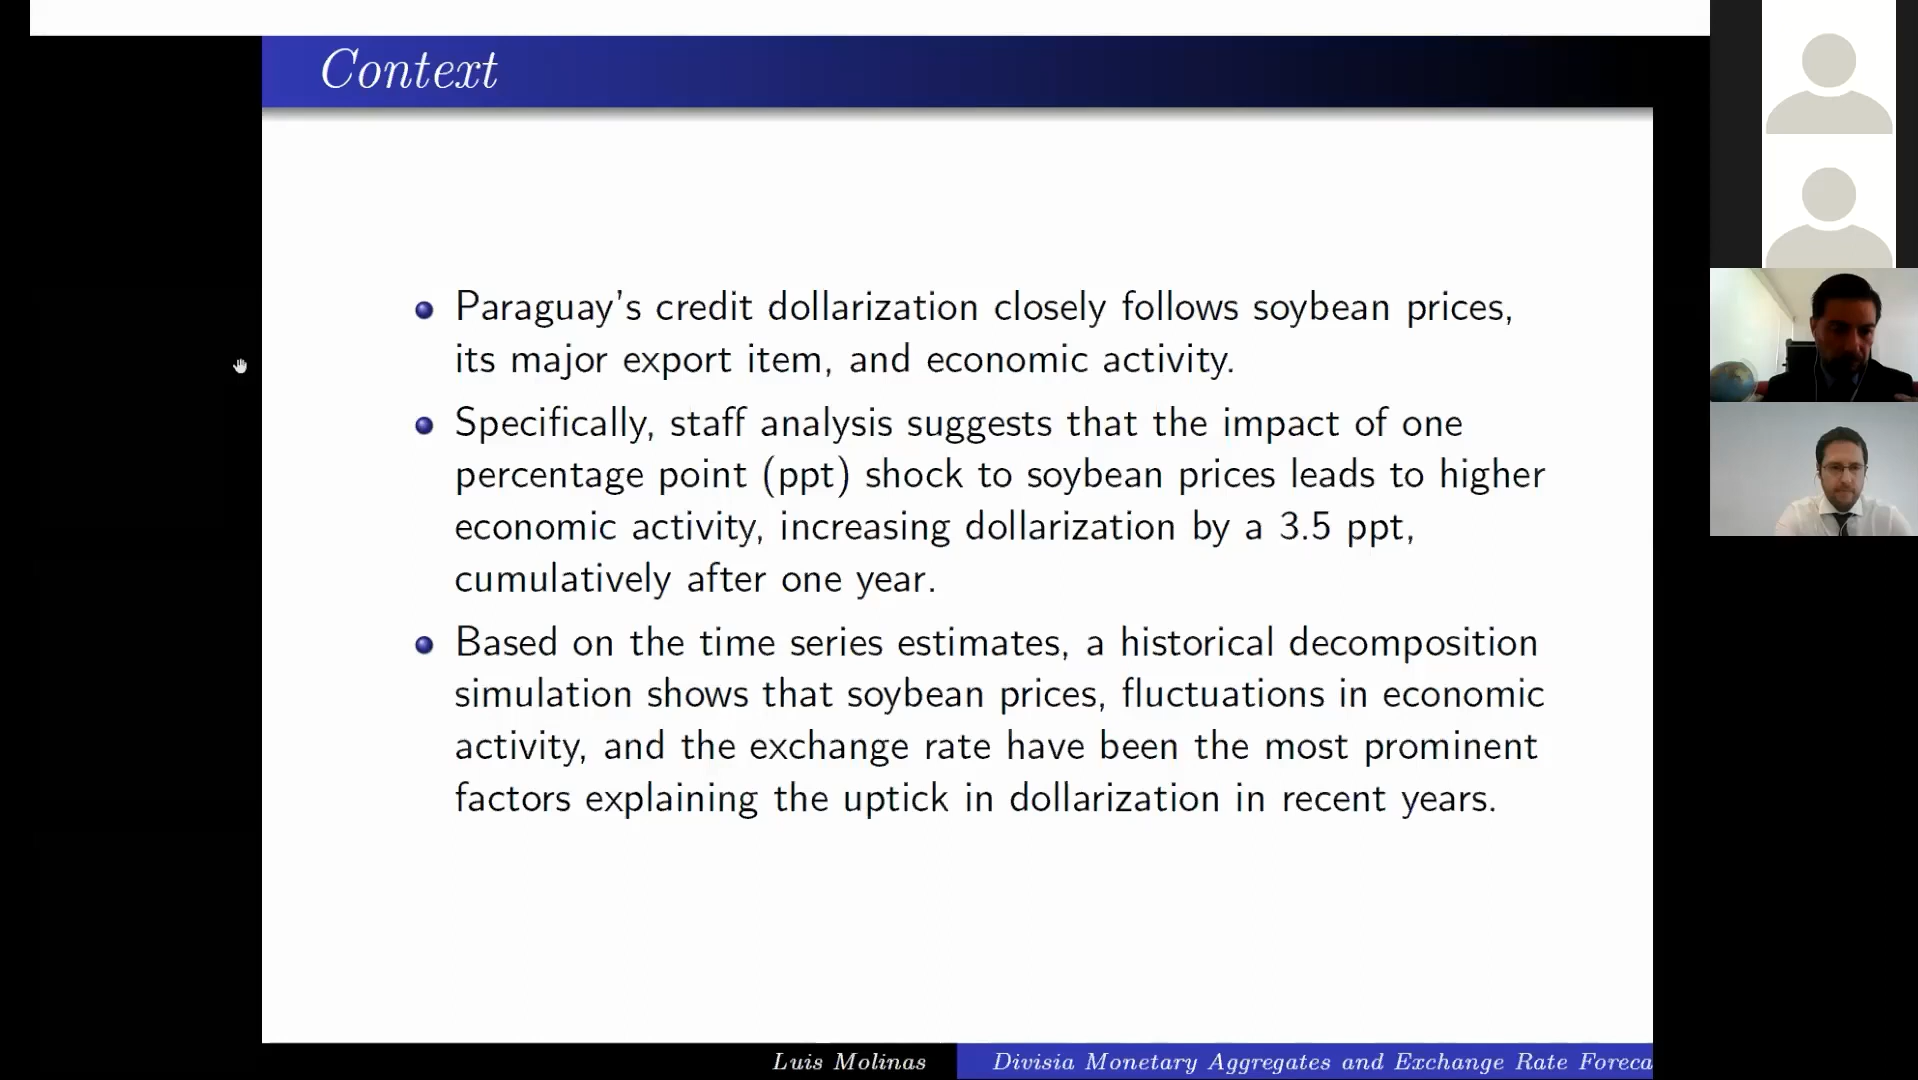 Context
Paraguay's credit dollarization closely follows soybean prices,
its major export item, and economic activity.
Specifically, staff analysis suggests that the impact of one
percentage point (ppt) shock to soybean prices leads to higher
economic activity, increasing dollarization by a 3.5 ppt,
cumulatively after one year.
Based on the time series estimates, a historical decomposition
simulation shows that soybean prices, fluctuations in economic
activity, and the exchange rate have been the most prominent
factors explaining the uptick in dollarization in recent years.
Luis Molinas
Divisia Monetary Aggregates and Exchange Rate Foreca